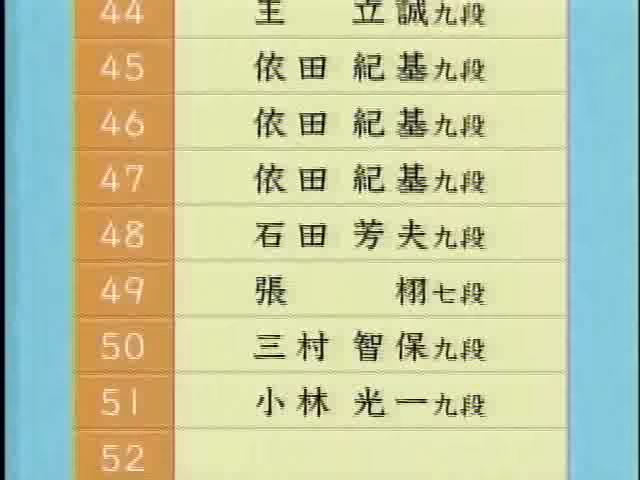 44 王 立誠九段
45 依田 紀基九段
46 依田 紀基九段
47 依田 紀基九段
48 石田 芳夫九段
49 張 栩七段
50 三村 智保九段
51 小林 光一九段
52